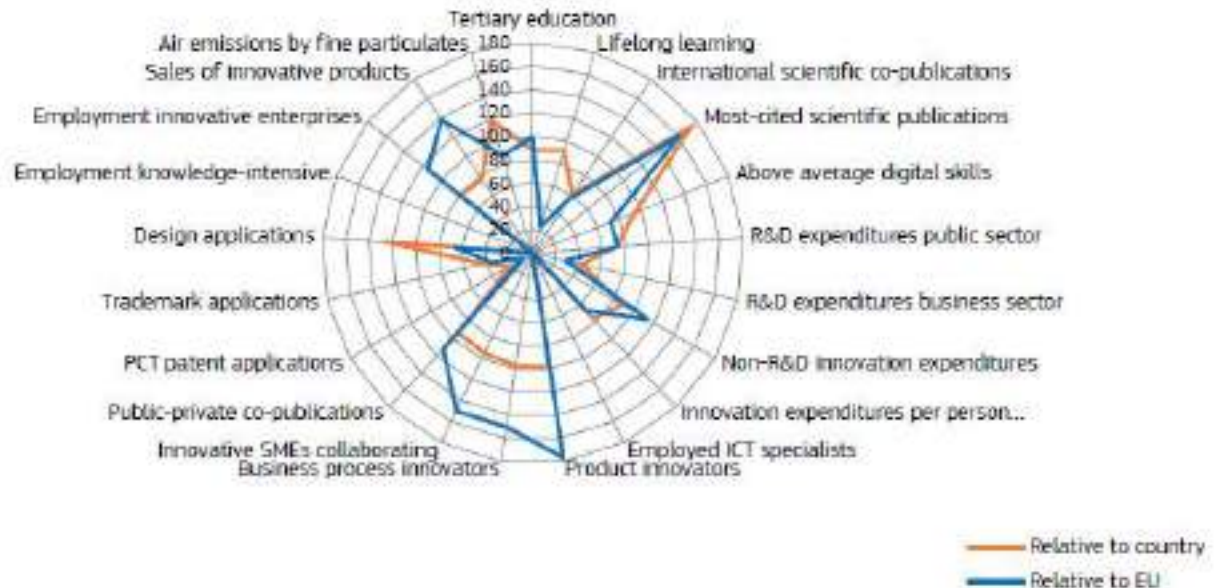 Tertiary education
Air emissions by fine particulates
180
Lifelong learning
Sales of innovative products
160
International scientific co-publications
140
Employment innovative enterprises
120
Most-cited scientific publications
100
80
Employment knowledge-intensive...
60
Above average digital skills
40
20
Design applications
0
R&D expenditures public sector
Trademark applications
R&D expenditures business sector
PCT patent applications
Non-R&D innovation expenditures
Public-private co-publications
Innovation expenditures per person...
Innovative SMEs collaborating
Employed ICT specialists
Business process innovators
Product innovators
Relative to country
Relative to EU